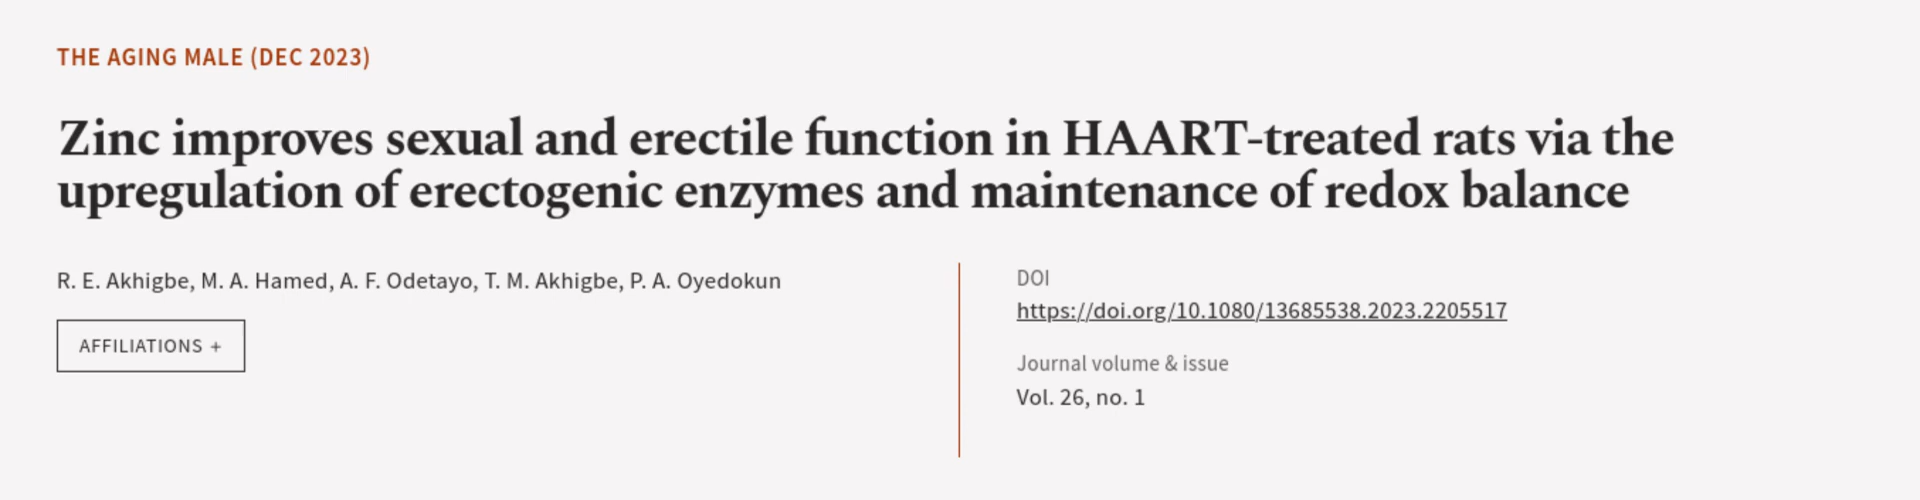 THE AGING MALE (DEC 2023)
Zinc improves sexual and erectile function in HAART-treated rats via the
upregulation of erectogenic enzymes and maintenance of redox balance
R. E. Akhigbe, M. A. Hamed, A. F. Odetayo, T. M. Akhigbe, P. A. Oyedokun
AFFILIATIONS +
DOI
https://doi.org/10.1080/13685538.2023.2205517
Journal volume & issue
Vol. 26, no. 1